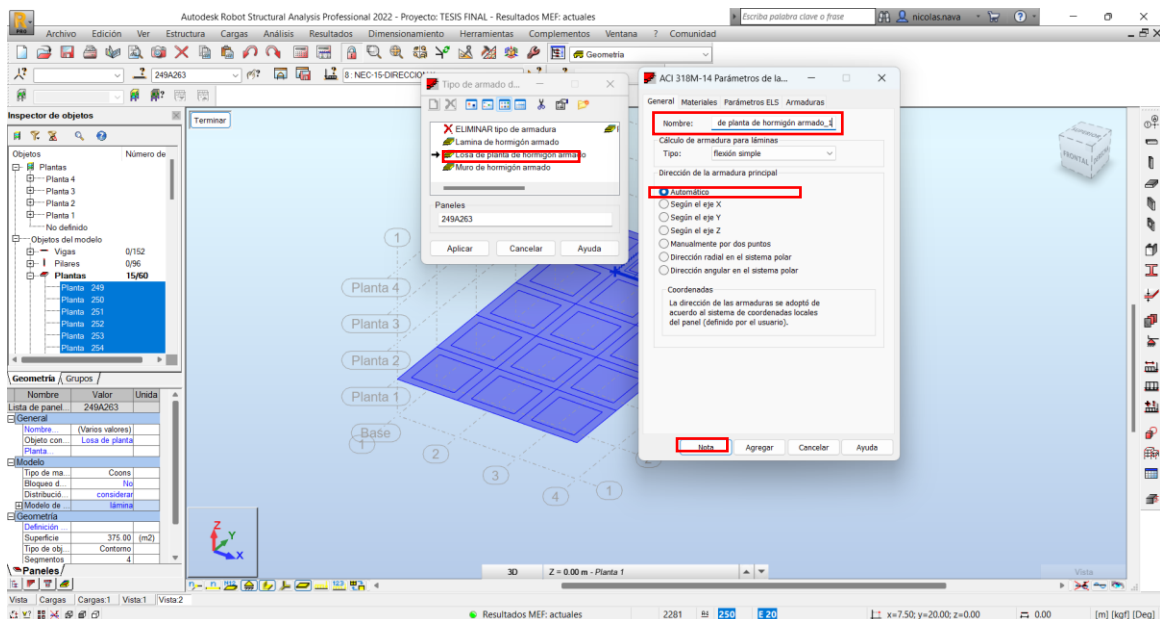 PRO
Autodesk Robot Structural Analysis Professional 2022 - Proyecto: TESIS FINAL - Resultados MEF: actuales
Escriba palabra clave o frase
nicolas.nava
Archivo Edición Ver Estructura Cargas Análisis Resultados Dimensionamiento Herramientas Complementos Ventana ? Comunidad
Geometría
249A263
Inspector de objetos
Objetos Número de
Plantas
Planta 4
Planta 3
Planta 2
Planta 1
No definido
Objetos del modelo
Vigas 0/152
Pilares 0/96
Plantas 15/60
Planta 249
Planta 250
Planta 251
Planta 252
Planta 253
Planta 254
Geometría Grupos
Nombre Valor Unida
Lista de panel... 249A263
General
Nombre... (Varios valores)
Objeto con... Losa de planta
Planta...
Modelo
Tipo de ma... Coons
Bloqueo d... No
Distribució... considerar
Modelo de ... lámina
Geometría
Definición ...
Superficie 375.00 (m2)
Tipo de obj... Contorno
Segmentos 4
Paneles
Vista Cargas Cargas:1 Vista:1 Vista:2
Terminar
Tipo de armado d...
ELIMINAR tipo de armadura
Lamina de hormigón armado
Losa de planta de hormigón armado
Muro de hormigón armado
Paneles
249A263
Aplicar Cancelar Ayuda
ACI 318M-14 Parámetros de la...
General Materiales Parámetros ELS Armaduras
Nombre: de planta de hormigón armado_1
Cálculo de armadura para láminas
Tipo: flexión simple
Dirección de la armadura principal
Automático
Según el eje X
Según el eje Y
Según el eje Z
Manualmente por dos puntos
Dirección radial en el sistema polar
Dirección angular en el sistema polar
Coordenadas
La dirección de las armaduras se adoptó de
acuerdo al sistema de coordenadas locales
del panel (definido por el usuario).
Nota Agregar Cancelar Ayuda
FRONTAL
1
Planta 4
Planta 3
Planta 2
Planta 1
Base
1
2
3
4
1
2
Z
Y
X
3D Z = 0.00 m - Planta 1
Vista
Resultados MEF: actuales 2281 250 E 20 x=7.50; y=20.00; z=0.00 0.00 [m] [kgf] [Deg]